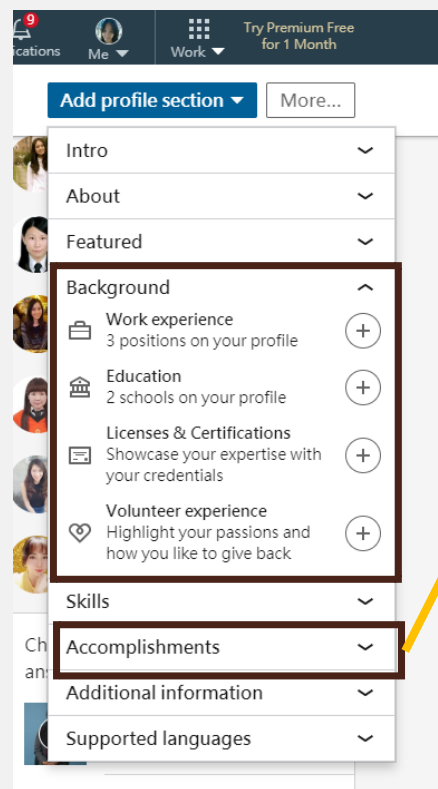 9
ications
Me
Work
Try Premium Free
for 1 Month
Add profile section
More...
Intro
About
Featured
Background
Work experience
3 positions on your profile
Education
2 schools on your profile
Licenses & Certifications
Showcase your expertise with
your credentials
Volunteer experience
Highlight your passions and
how you like to give back
Skills
Ch
Accomplishments
an
Additional information
Supported languages